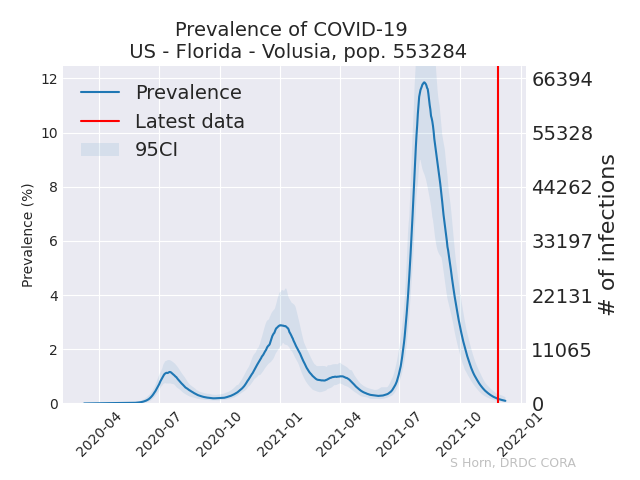 Prevalence of COVID-19
US - Florida - Volusia, pop. 553284
Prevalence
Latest data
95CI
Prevalence (%)
12
10
8
6
4
2
0
66394
55328
44262
33197
22131
11065
0
# of infections
2020-04
2020-07
2020-10
2021-01
2021-04
2021-07
2021-10
2022-01
S Horn, DRDC CORA